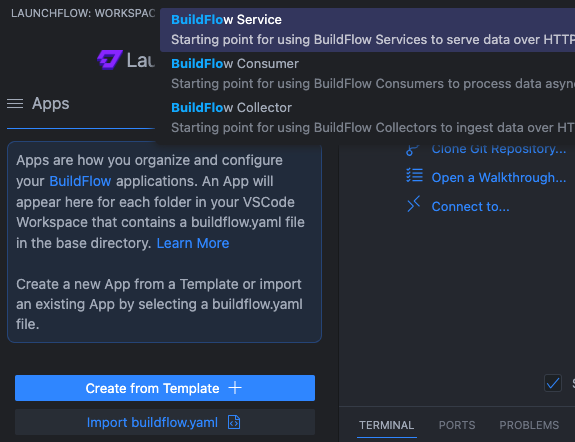 LAUNCHFLOW: WORKSPAC
BuildFlow Service
Starting point for using BuildFlow Services to serve data over HTTP
BuildFlow Consumer
Starting point for using BuildFlow Consumers to process data asyn
BuildFlow Collector
Starting point for using BuildFlow Collectors to ingest data over HT
Lau
Apps
Apps are how you organize and configure
your BuildFlow applications. An App will
appear here for each folder in your VSCode
Workspace that contains a buildflow.yaml file
in the base directory. Learn More
Create a new App from a Template or import
an existing App by selecting a buildflow.yaml
file.
Create from Template
Import buildflow.yaml
Clone Git Repository...
Open a Walkthrough...
Connect to...
TERMINAL PORTS PROBLEMS